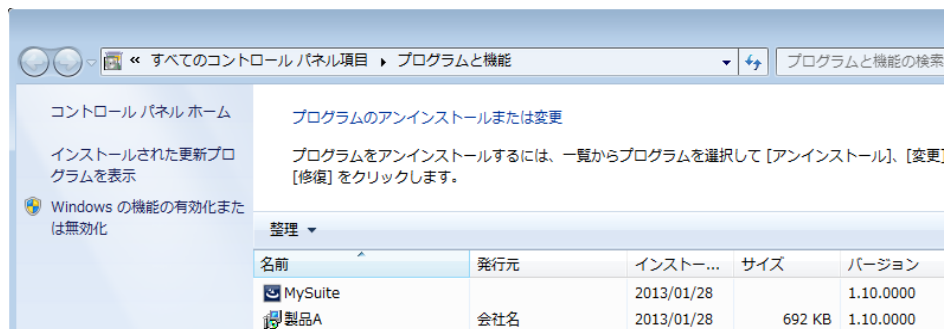 « すべてのコントロール パネル項目 ▸ プログラムと機能
プログラムと機能の検索
コントロール パネル ホーム
インストールされた更新プロ
グラムを表示
Windows の機能の有効化また
は無効化
プログラムのアンインストールまたは変更
プログラムをアンインストールするには、一覧からプログラムを選択して [アンインストール]、[変更]
[修復] をクリックします。
整理
名前 発行元 インストー... サイズ バージョン
MySuite 2013/01/28 1.10.0000
製品A 会社名 2013/01/28 692 KB 1.10.0000